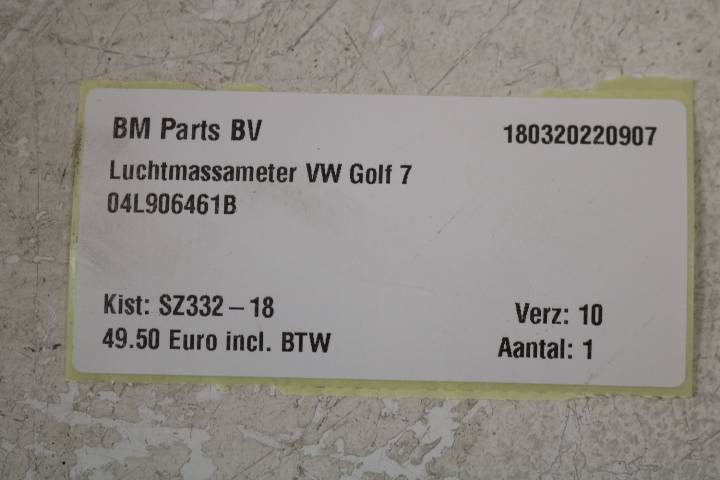 BM Parts BV 180320220907
Luchtmassameter VW Golf 7
04L906461B
Kist: SZ332 – 18 Verz: 10
49.50 Euro incl. BTW Aantal: 1